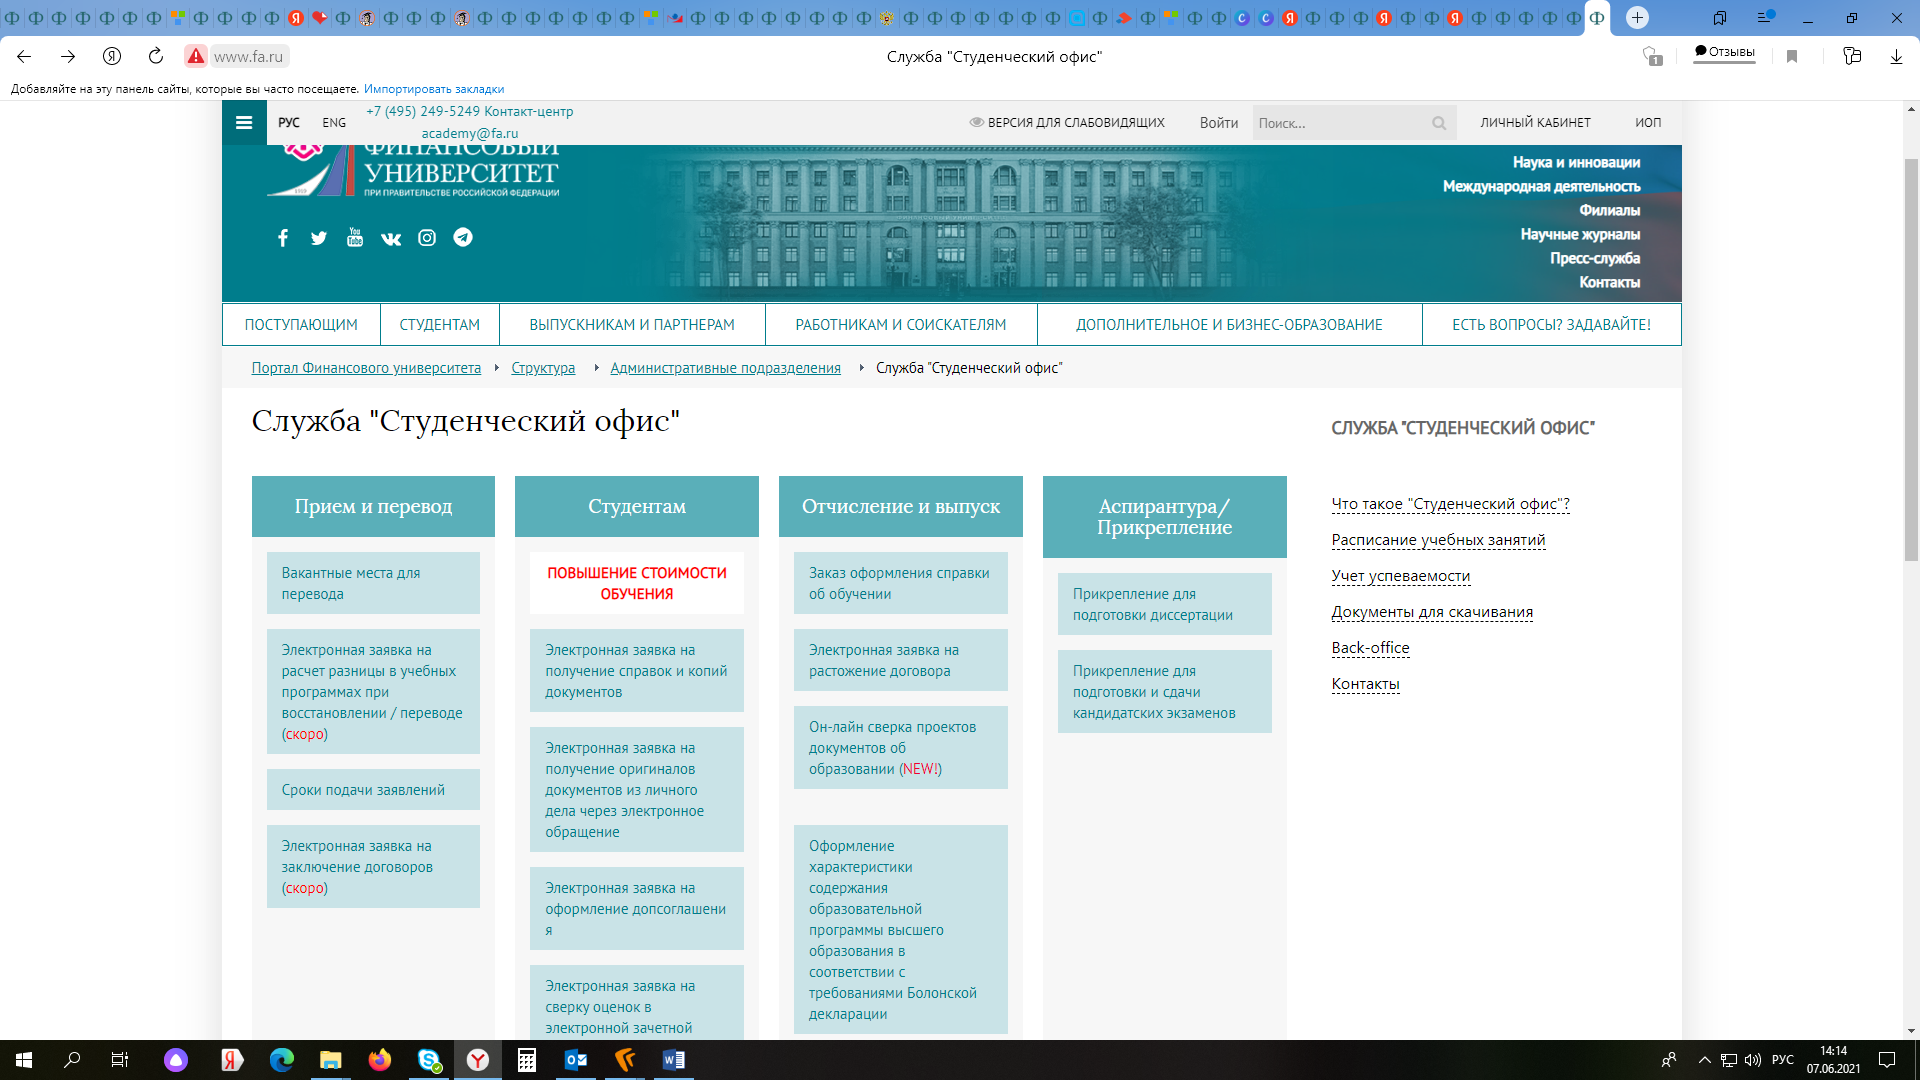 www.fa.ru
Служба "Студенческий офис"
1
Отзывы
Добавляйте на эту панель сайты, которые вы часто посещаете. Импортировать закладки
РУС
ENG
+7 (495) 249-5249 Контакт-центр
academy@fa.ru
ВЕРСИЯ ДЛЯ СЛАБОВИДЯЩИХ
Войти
Поиск...
ЛИЧНЫЙ КАБИНЕТ
ИОП
ФИНАНСОВЫЙ
УНИВЕРСИТЕТ
ПРИ ПРАВИТЕЛЬСТВЕ РОССИЙСКОЙ ФЕДЕРАЦИИ
Наука и инновации
Международная деятельность
Филиалы
Научные журналы
Пресс-служба
Контакты
ПОСТУПАЮЩИМ
СТУДЕНТАМ
ВЫПУСКНИКАМ И ПАРТНЕРАМ
РАБОТНИКАМ И СОИСКАТЕЛЯМ
ДОПОЛНИТЕЛЬНОЕ И БИЗНЕС-ОБРАЗОВАНИЕ
ЕСТЬ ВОПРОСЫ? ЗАДАВАЙТЕ!
Портал Финансового университета
Структура
Административные подразделения
Служба "Студенческий офис"
Служба "Студенческий офис"
Прием и перевод
Вакантные места для
перевода
Электронная заявка на
расчет разницы в учебных
программах при
восстановлении / переводе
(скоро)
Сроки подачи заявлений
Электронная заявка на
заключение договоров
(скоро)
Студентам
ПОВЫШЕНИЕ СТОИМОСТИ
ОБУЧЕНИЯ
Электронная заявка на
получение справок и копий
документов
Электронная заявка на
получение оригиналов
документов из личного
дела через электронное
обращение
Электронная заявка на
оформление допсоглашени
я
Электронная заявка на
сверку оценок в
электронной зачетной
Отчисление и выпуск
Заказ оформления справки
об обучении
Электронная заявка на
растожение договора
Он-лайн сверка проектов
документов об
образовании (NEW!)
Оформление
характеристики
содержания
образовательной
программы высшего
образования в
соответствии с
требованиями Болонской
декларации
Аспирантура/
Прикрепление
Прикрепление для
подготовки диссертации
Прикрепление для
подготовки и сдачи
кандидатских экзаменов
СЛУЖБА "СТУДЕНЧЕСКИЙ ОФИС"
Что такое "Студенческий офис"?
Расписание учебных занятий
Учет успеваемости
Документы для скачивания
Back-office
Контакты
РУС
14:14
07.06.2021